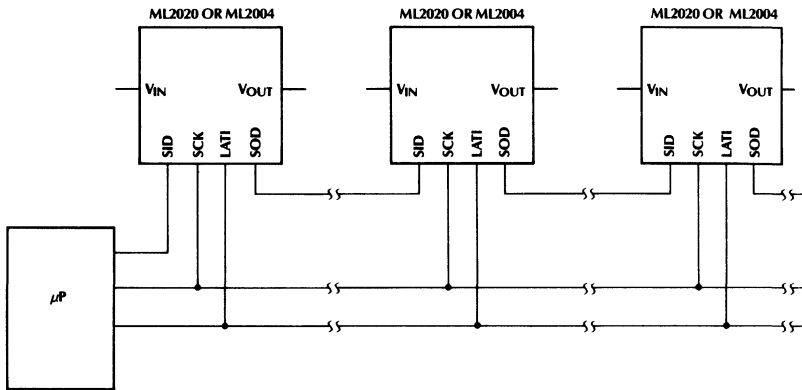 ML2020 OR ML2004
ML2020 OR ML2004
ML2020 OR ML2004
VIN
VOUT
VIN
VOUT
VIN
VOUT
SID
SCK
LATI
SOD
SID
SCK
LATI
SOD
SID
SCK
LATI
SOD
μP